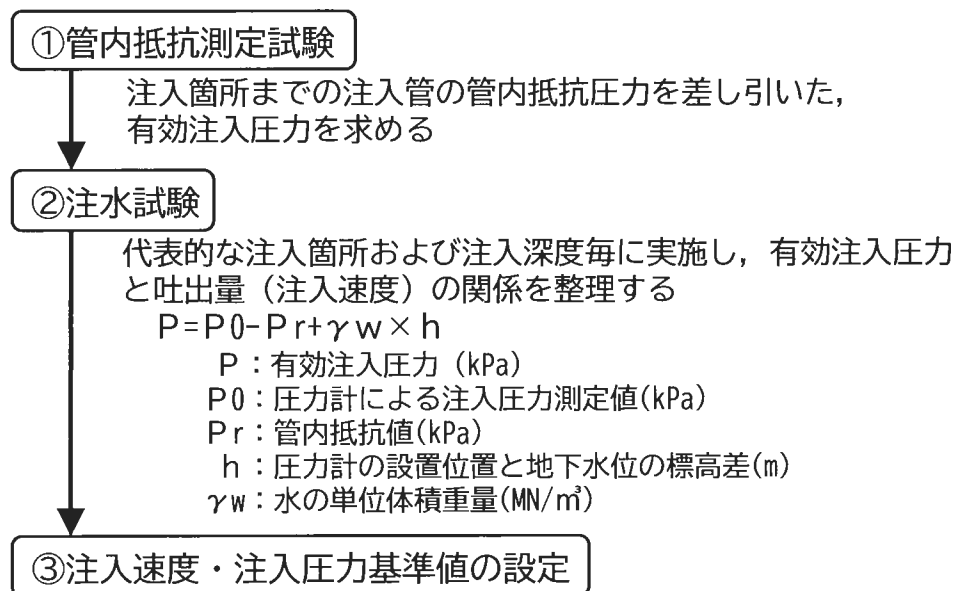 ①管内抵抗測定試験
注入箇所までの注入管の管内抵抗圧力を差し引いた，
有効注入圧力を求める
②注水試験
代表的な注入箇所および注入深度毎に実施し，有効注入圧力
と吐出量（注入速度）の関係を整理する
P=P0-Pr+γw×h
P：有効注入圧力（kPa）
P0：圧力計による注入圧力測定値(kPa)
Pr：管内抵抗値(kPa)
h：圧力計の設置位置と地下水位の標高差(m)
γw：水の単位体積重量(MN/㎥)
③注入速度・注入圧力基準値の設定